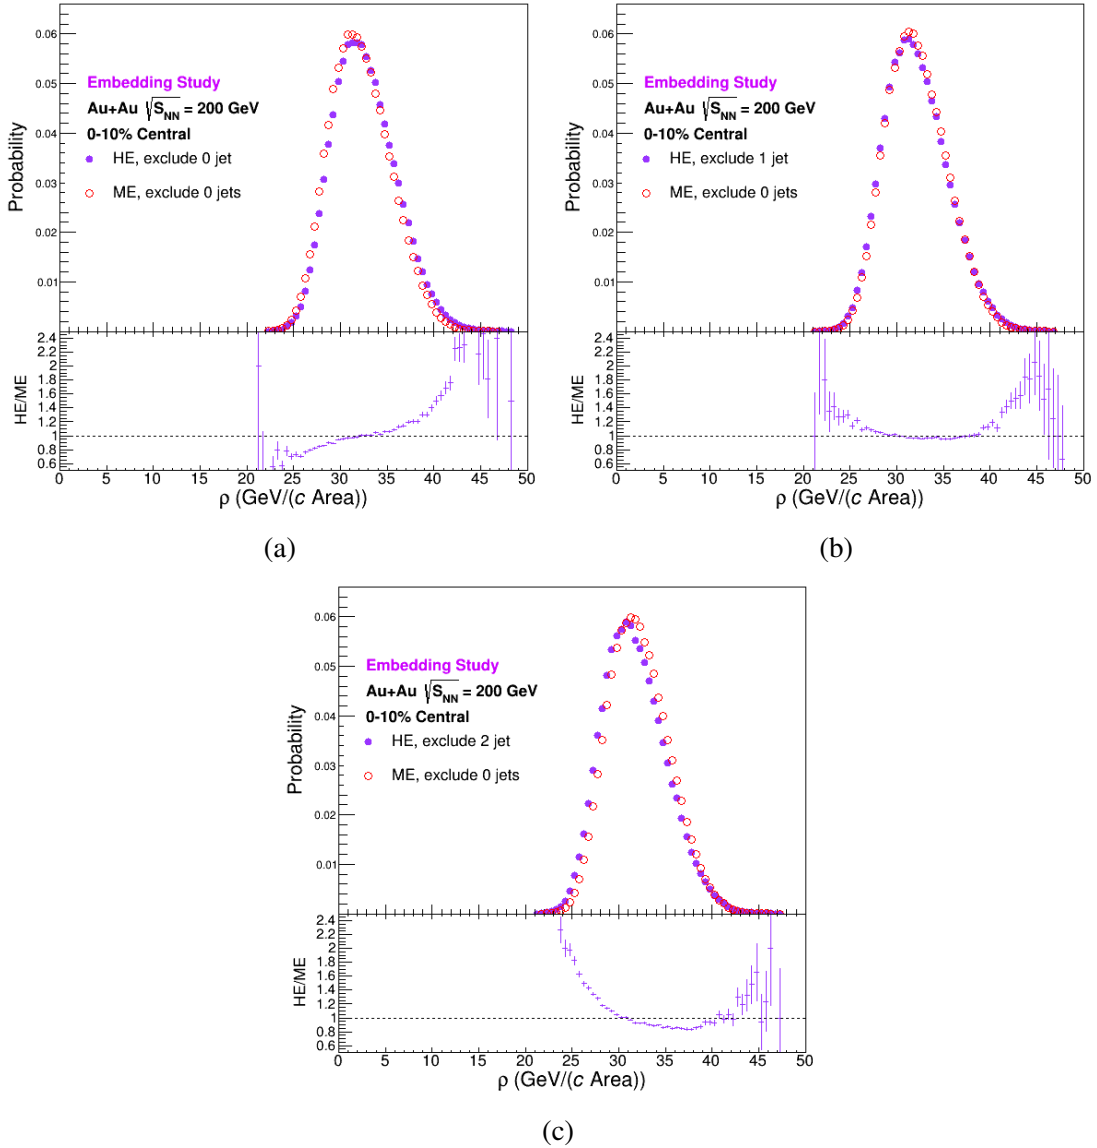 0.06
0.05
0.04
0.03
0.02
0.01
Probability
Embedding Study
Au+Au √S_NN = 200 GeV
0-10% Central
HE, exclude 0 jet
ME, exclude 0 jets
2.4
2.2
2
1.8
1.6
1.4
1.2
1
0.8
0.6
HE/ME
0 5 10 15 20 25 30 35 40 45 50
ρ (GeV/(c Area))
(a)
0.06
0.05
0.04
0.03
0.02
0.01
Probability
Embedding Study
Au+Au √S_NN = 200 GeV
0-10% Central
HE, exclude 1 jet
ME, exclude 0 jets
2.4
2.2
2
1.8
1.6
1.4
1.2
1
0.8
0.6
HE/ME
0 5 10 15 20 25 30 35 40 45 50
ρ (GeV/(c Area))
(b)
0.06
0.05
0.04
0.03
0.02
0.01
Probability
Embedding Study
Au+Au √S_NN = 200 GeV
0-10% Central
HE, exclude 2 jet
ME, exclude 0 jets
2.4
2.2
2
1.8
1.6
1.4
1.2
1
0.8
0.6
HE/ME
0 5 10 15 20 25 30 35 40 45 50
ρ (GeV/(c Area))
(c)